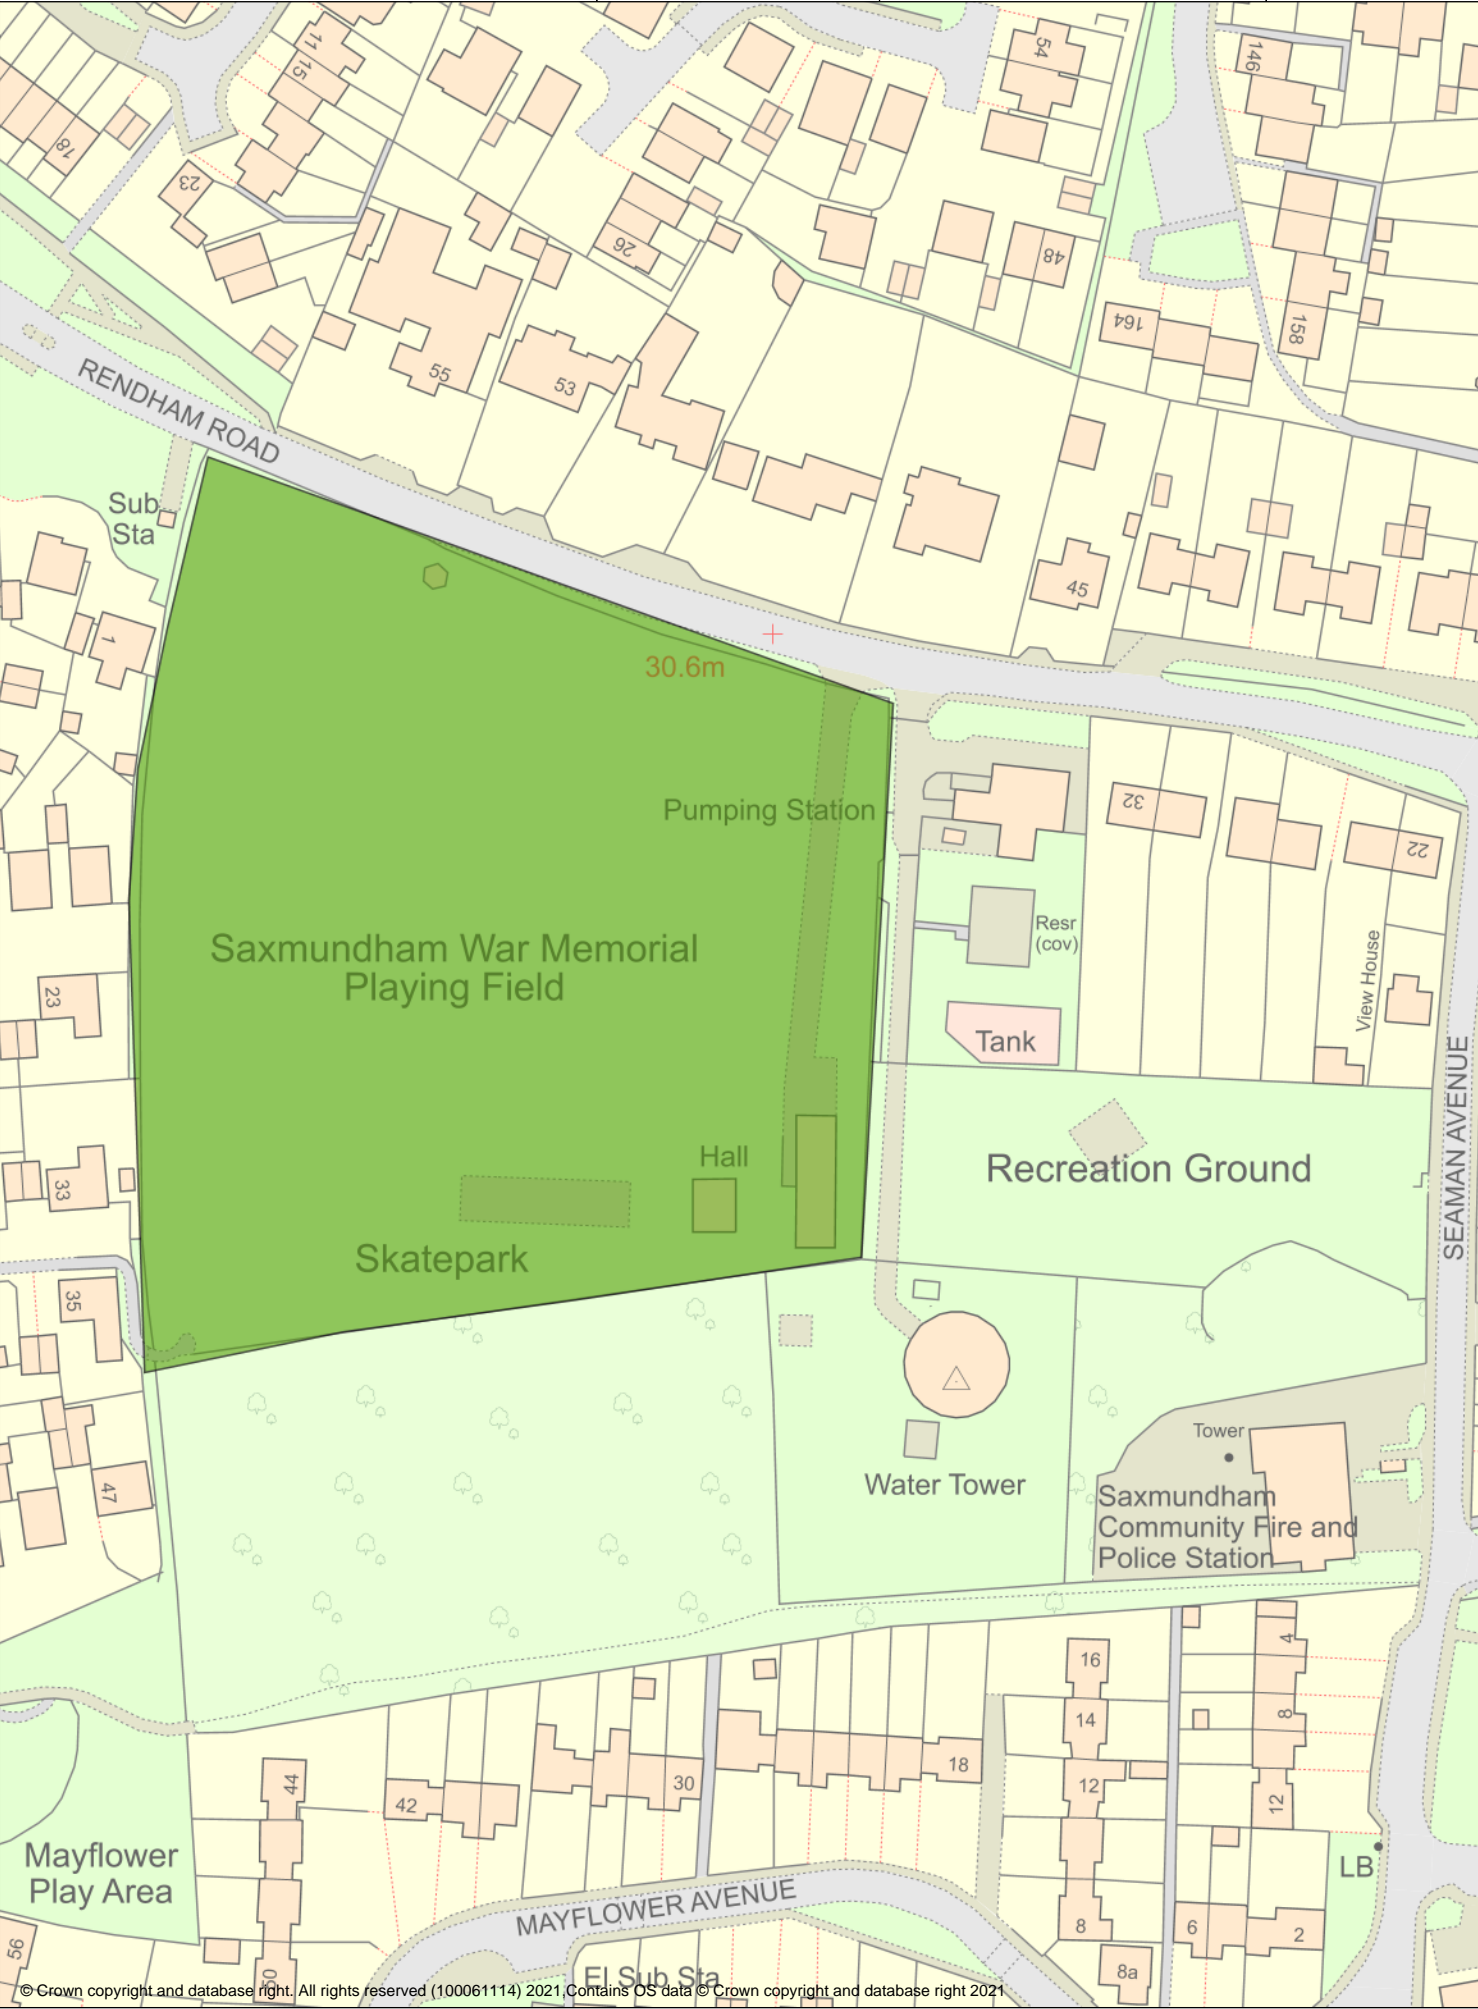 54
146
11
15
18
23
26
48
164
158
55
53
RENDHAM ROAD
Sub
Sta
45
1
30.6m
32
22
Pumping Station
Resr
(cov)
Saxmundham War Memorial
Playing Field
View House
23
Tank
SEAMAN AVENUE
Hall
Recreation Ground
33
Skatepark
35
Tower
Water Tower
47
Saxmundham
Community Fire and
Police Station
4
16
14
8
44
30
18
12
42
12
Mayflower
Play Area
LB
MAYFLOWER AVENUE
8
6
2
56
8a
50
El Sub Sta
© Crown copyright and database right. All rights reserved (100061114) 2021,Contains OS data © Crown copyright and database right 2021